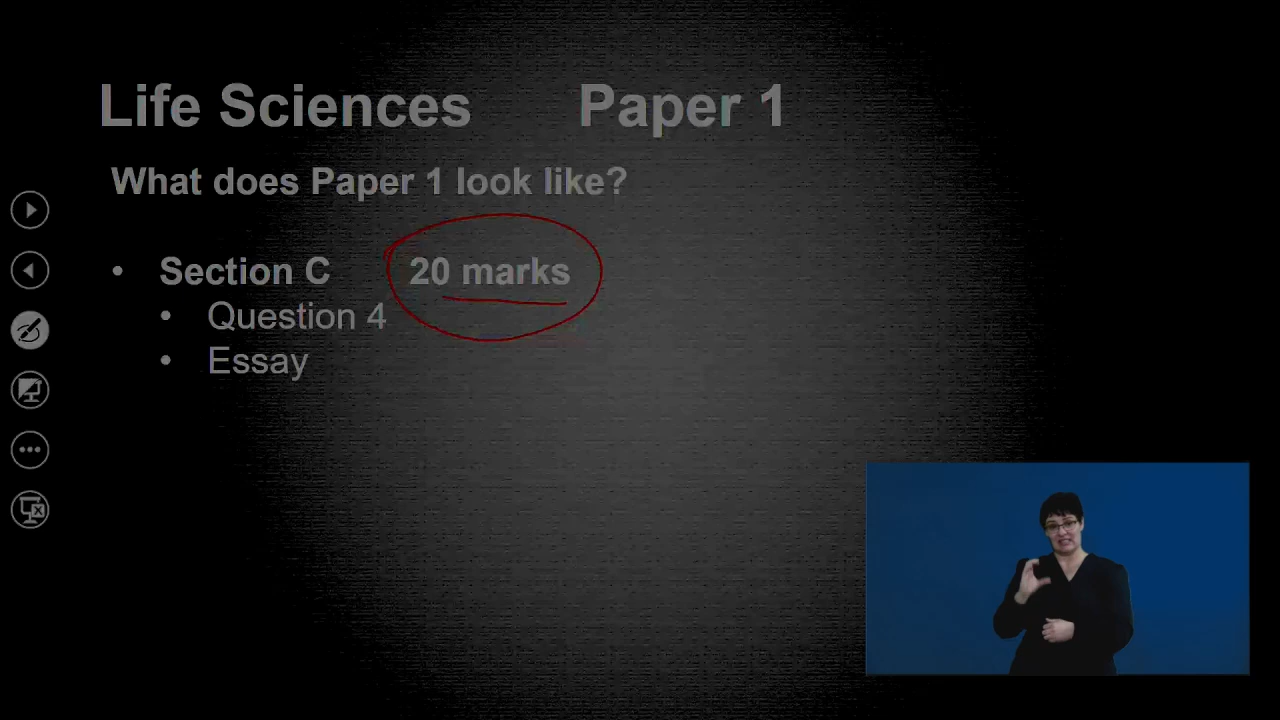 Life Sciences Paper 1
What does Paper 1 look like?
• Section C 20 marks
• Question 4
• Essay